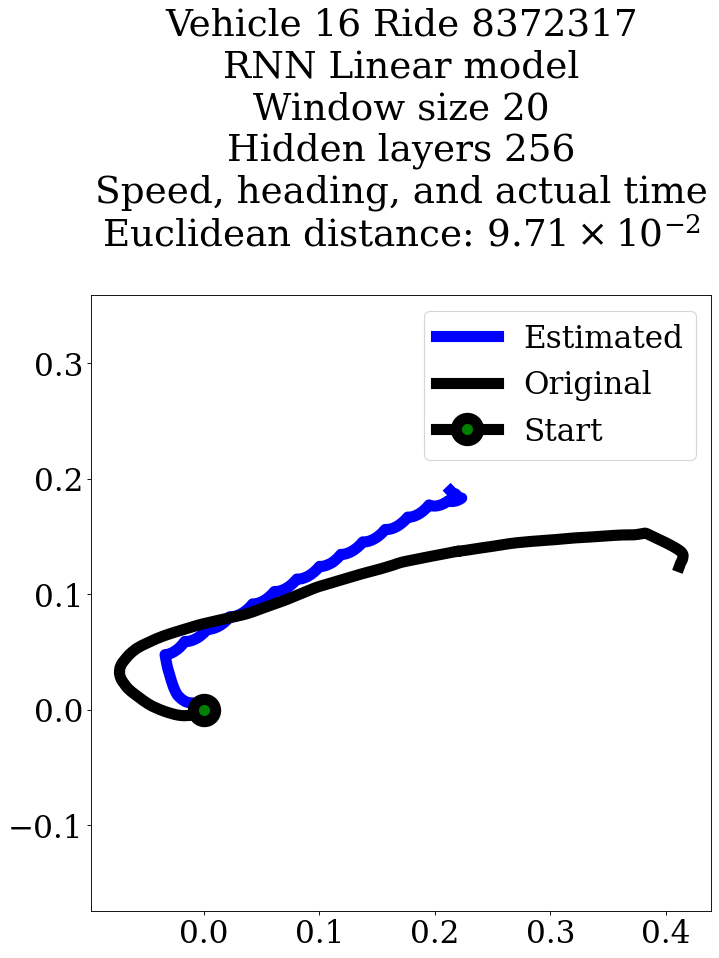 Vehicle 16 Ride 8372317
RNN Linear model
Window size 20
Hidden layers 256
Speed, heading, and actual time
Euclidean distance: 9.71 × 10⁻²
Estimated
Original
Start
0.3
0.2
0.1
0.0
−0.1
0.0 0.1 0.2 0.3 0.4